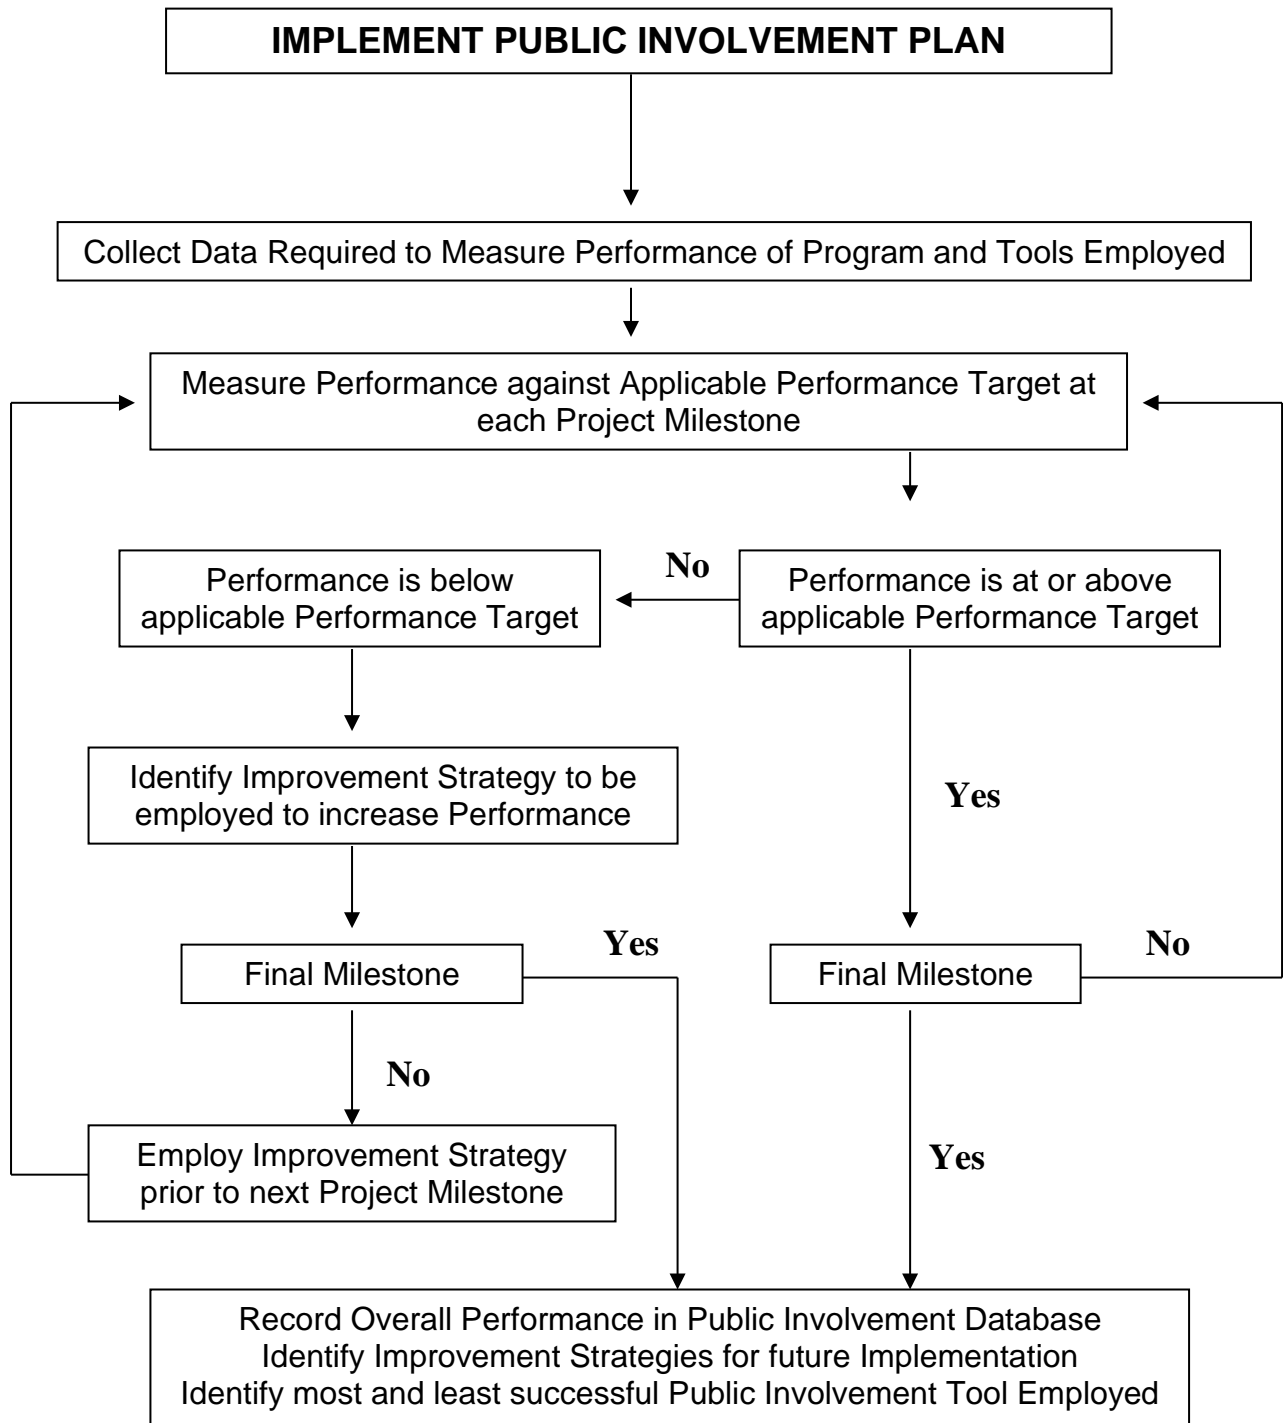 IMPLEMENT PUBLIC INVOLVEMENT PLAN
Collect Data Required to Measure Performance of Program and Tools Employed
Measure Performance against Applicable Performance Target at
each Project Milestone
Performance is below
applicable Performance Target
No
Performance is at or above
applicable Performance Target
Identify Improvement Strategy to be
employed to increase Performance
Yes
Final Milestone
Yes
Final Milestone
No
No
Employ Improvement Strategy
prior to next Project Milestone
Yes
Record Overall Performance in Public Involvement Database
Identify Improvement Strategies for future Implementation
Identify most and least successful Public Involvement Tool Employed